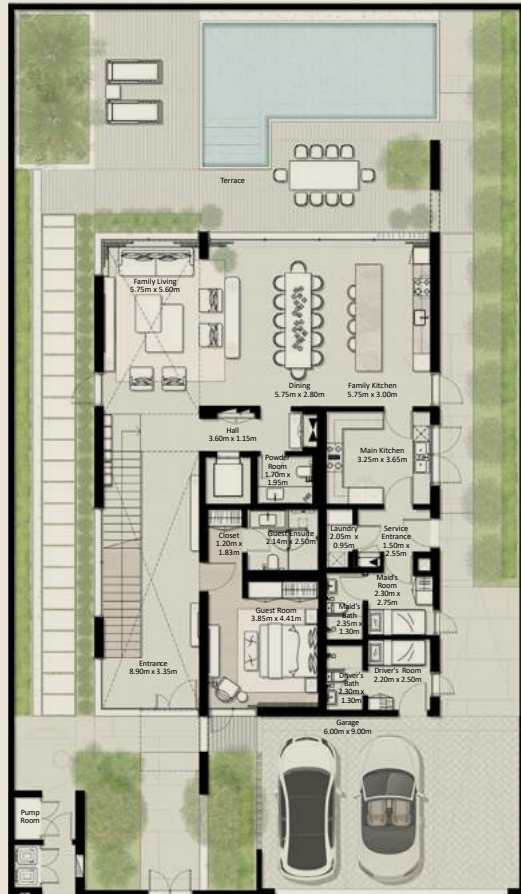 Terrace
Family Living
5.75m x 5.60m
Dining
5.75m x 2.80m
Family Kitchen
5.75m x 3.00m
Hall
3.60m x 1.15m
Main Kitchen
3.25m x 3.65m
Powder
Room
1.70m x
1.95m
Closet
1.20m x
1.83m
Guest Ensuite
2.14m x 2.50m
Laundry
2.05m x
0.95m
Service
Entrance
1.50m x
2.55m
Maid's
Room
2.30m x
2.75m
Maid's
Bath
2.35m x
1.30m
Guest Room
3.85m x 4.41m
Entrance
8.90m x 3.35m
Driver's
Bath
2.30m x
1.30m
Driver's Room
2.20m x 2.50m
Garage
6.00m x 9.00m
Pump
Room